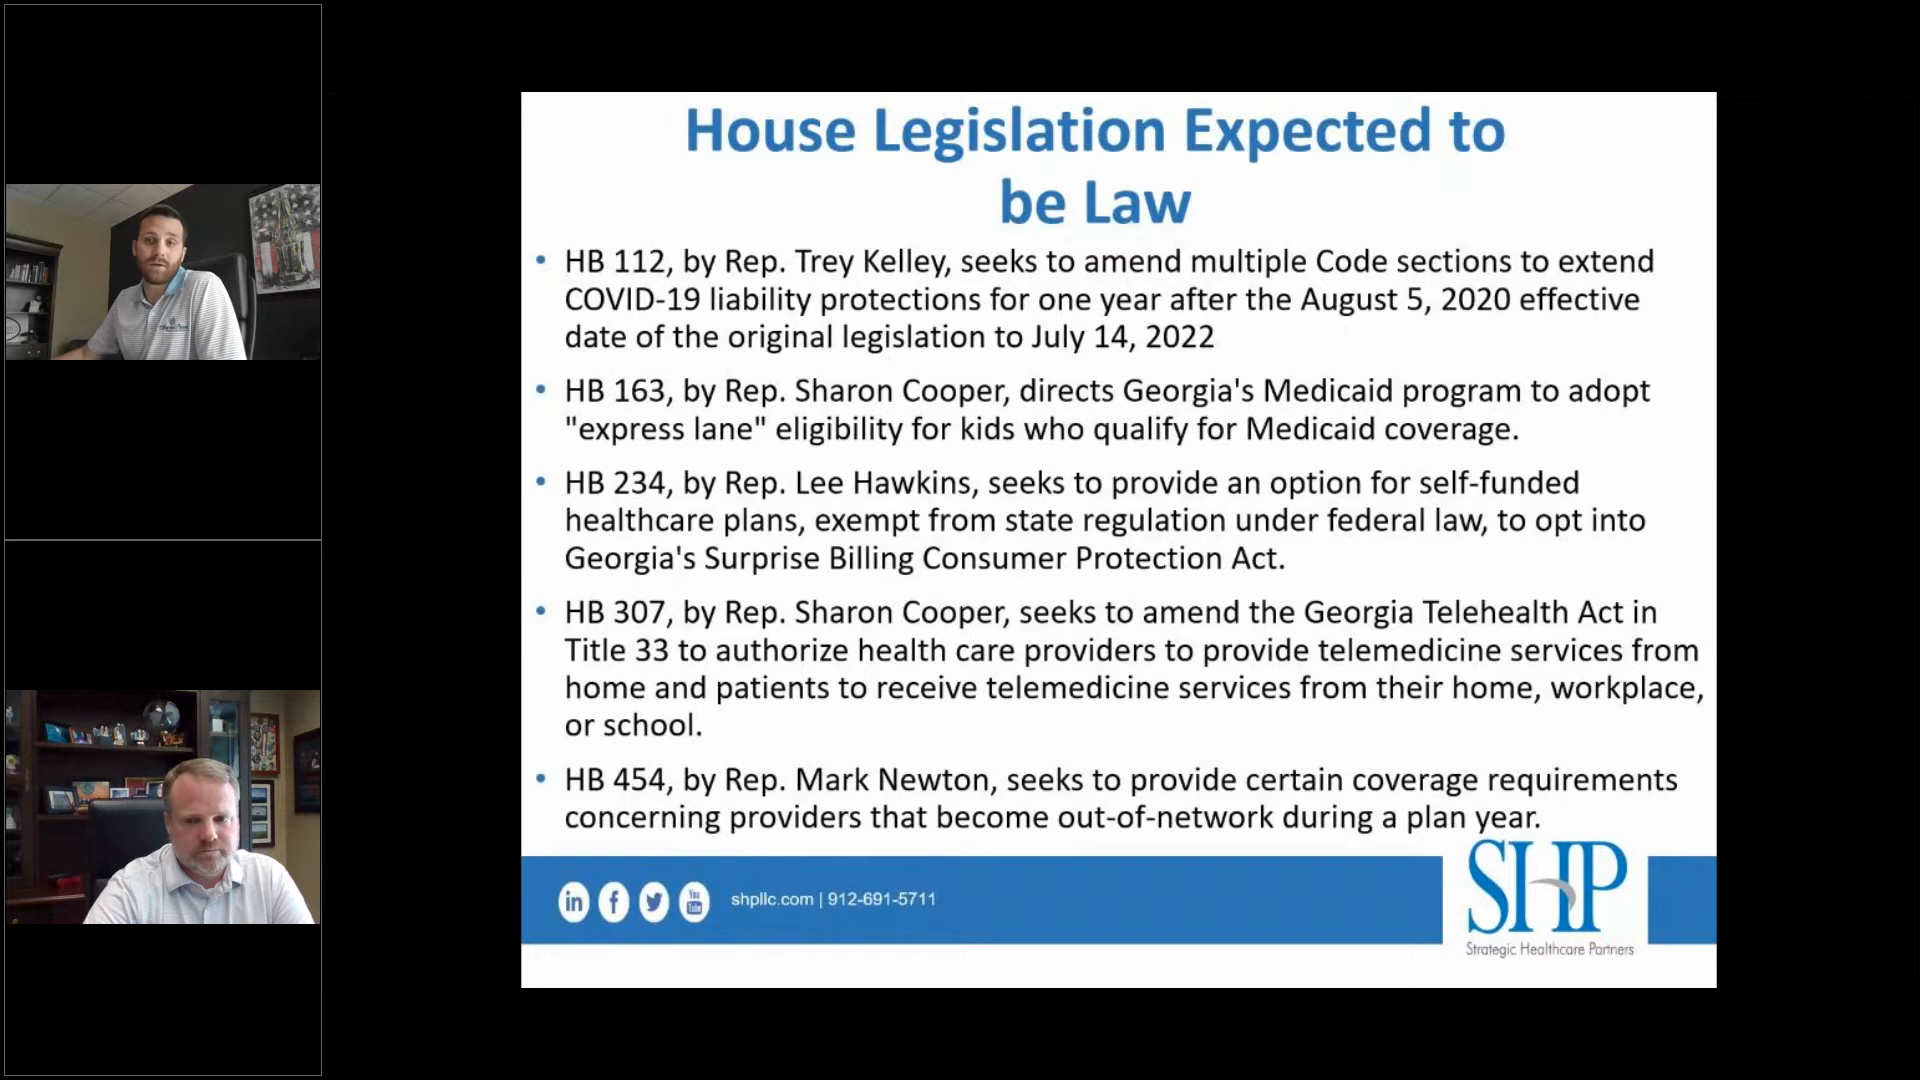 House Legislation Expected to
be Law
• HB 112, by Rep. Trey Kelley, seeks to amend multiple Code sections to extend
COVID-19 liability protections for one year after the August 5, 2020 effective
date of the original legislation to July 14, 2022
• HB 163, by Rep. Sharon Cooper, directs Georgia's Medicaid program to adopt
"express lane" eligibility for kids who qualify for Medicaid coverage.
• HB 234, by Rep. Lee Hawkins, seeks to provide an option for self-funded
healthcare plans, exempt from state regulation under federal law, to opt into
Georgia's Surprise Billing Consumer Protection Act.
• HB 307, by Rep. Sharon Cooper, seeks to amend the Georgia Telehealth Act in
Title 33 to authorize health care providers to provide telemedicine services from
home and patients to receive telemedicine services from their home, workplace,
or school.
• HB 454, by Rep. Mark Newton, seeks to provide certain coverage requirements
concerning providers that become out-of-network during a plan year.
in f You Tube shpllc.com | 912-691-5711
SHP
Strategic Healthcare Partners